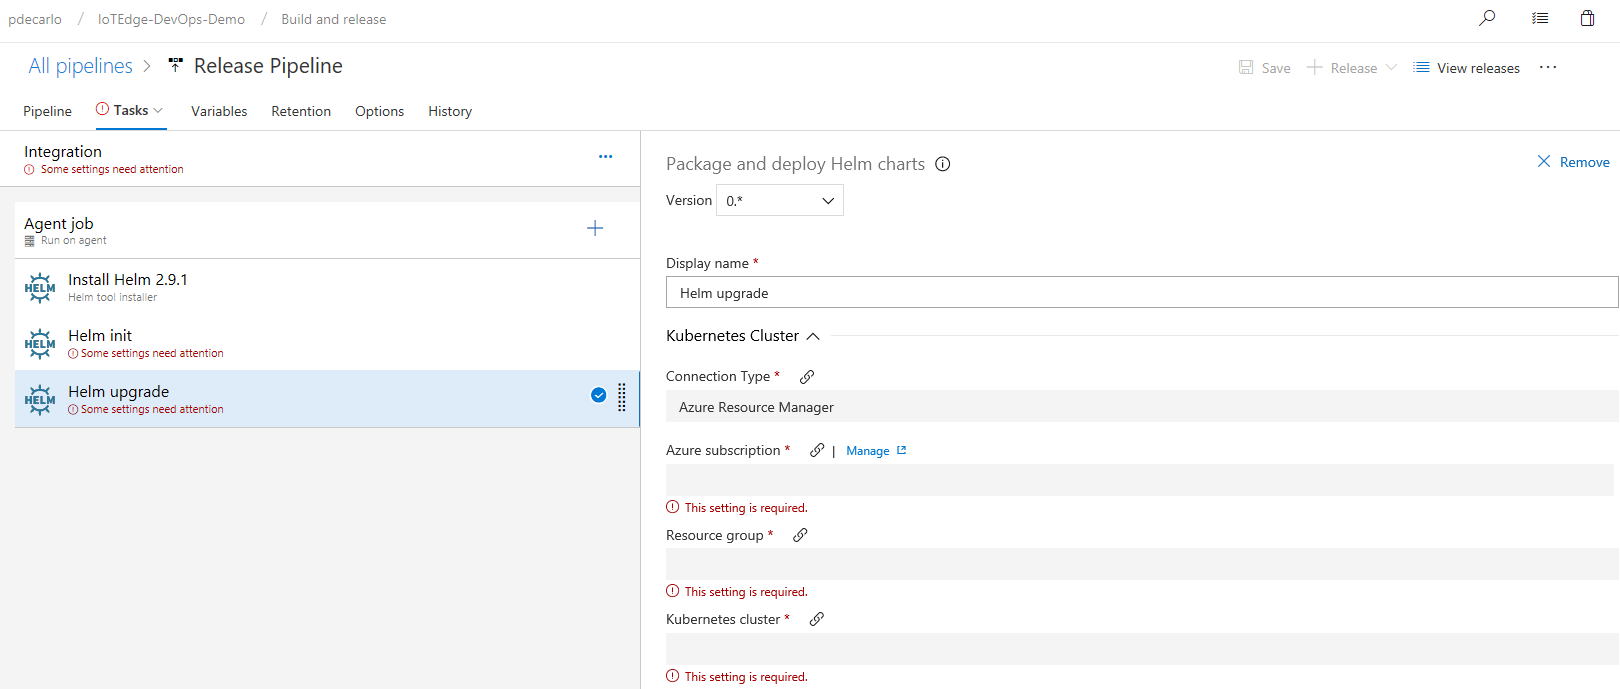 pdecarlo / IoTEdge-DevOps-Demo / Build and release
All pipelines > Release Pipeline
Save Release View releases ...
Pipeline Tasks Variables Retention Options History
Integration
Some settings need attention
Agent job
Run on agent
HELM Install Helm 2.9.1
Helm tool installer
HELM Helm init
Some settings need attention
HELM Helm upgrade
Some settings need attention
Package and deploy Helm charts
Remove
Version 0.*
Display name *
Helm upgrade
Kubernetes Cluster
Connection Type *
Azure Resource Manager
Azure subscription * | Manage
This setting is required.
Resource group *
This setting is required.
Kubernetes cluster *
This setting is required.